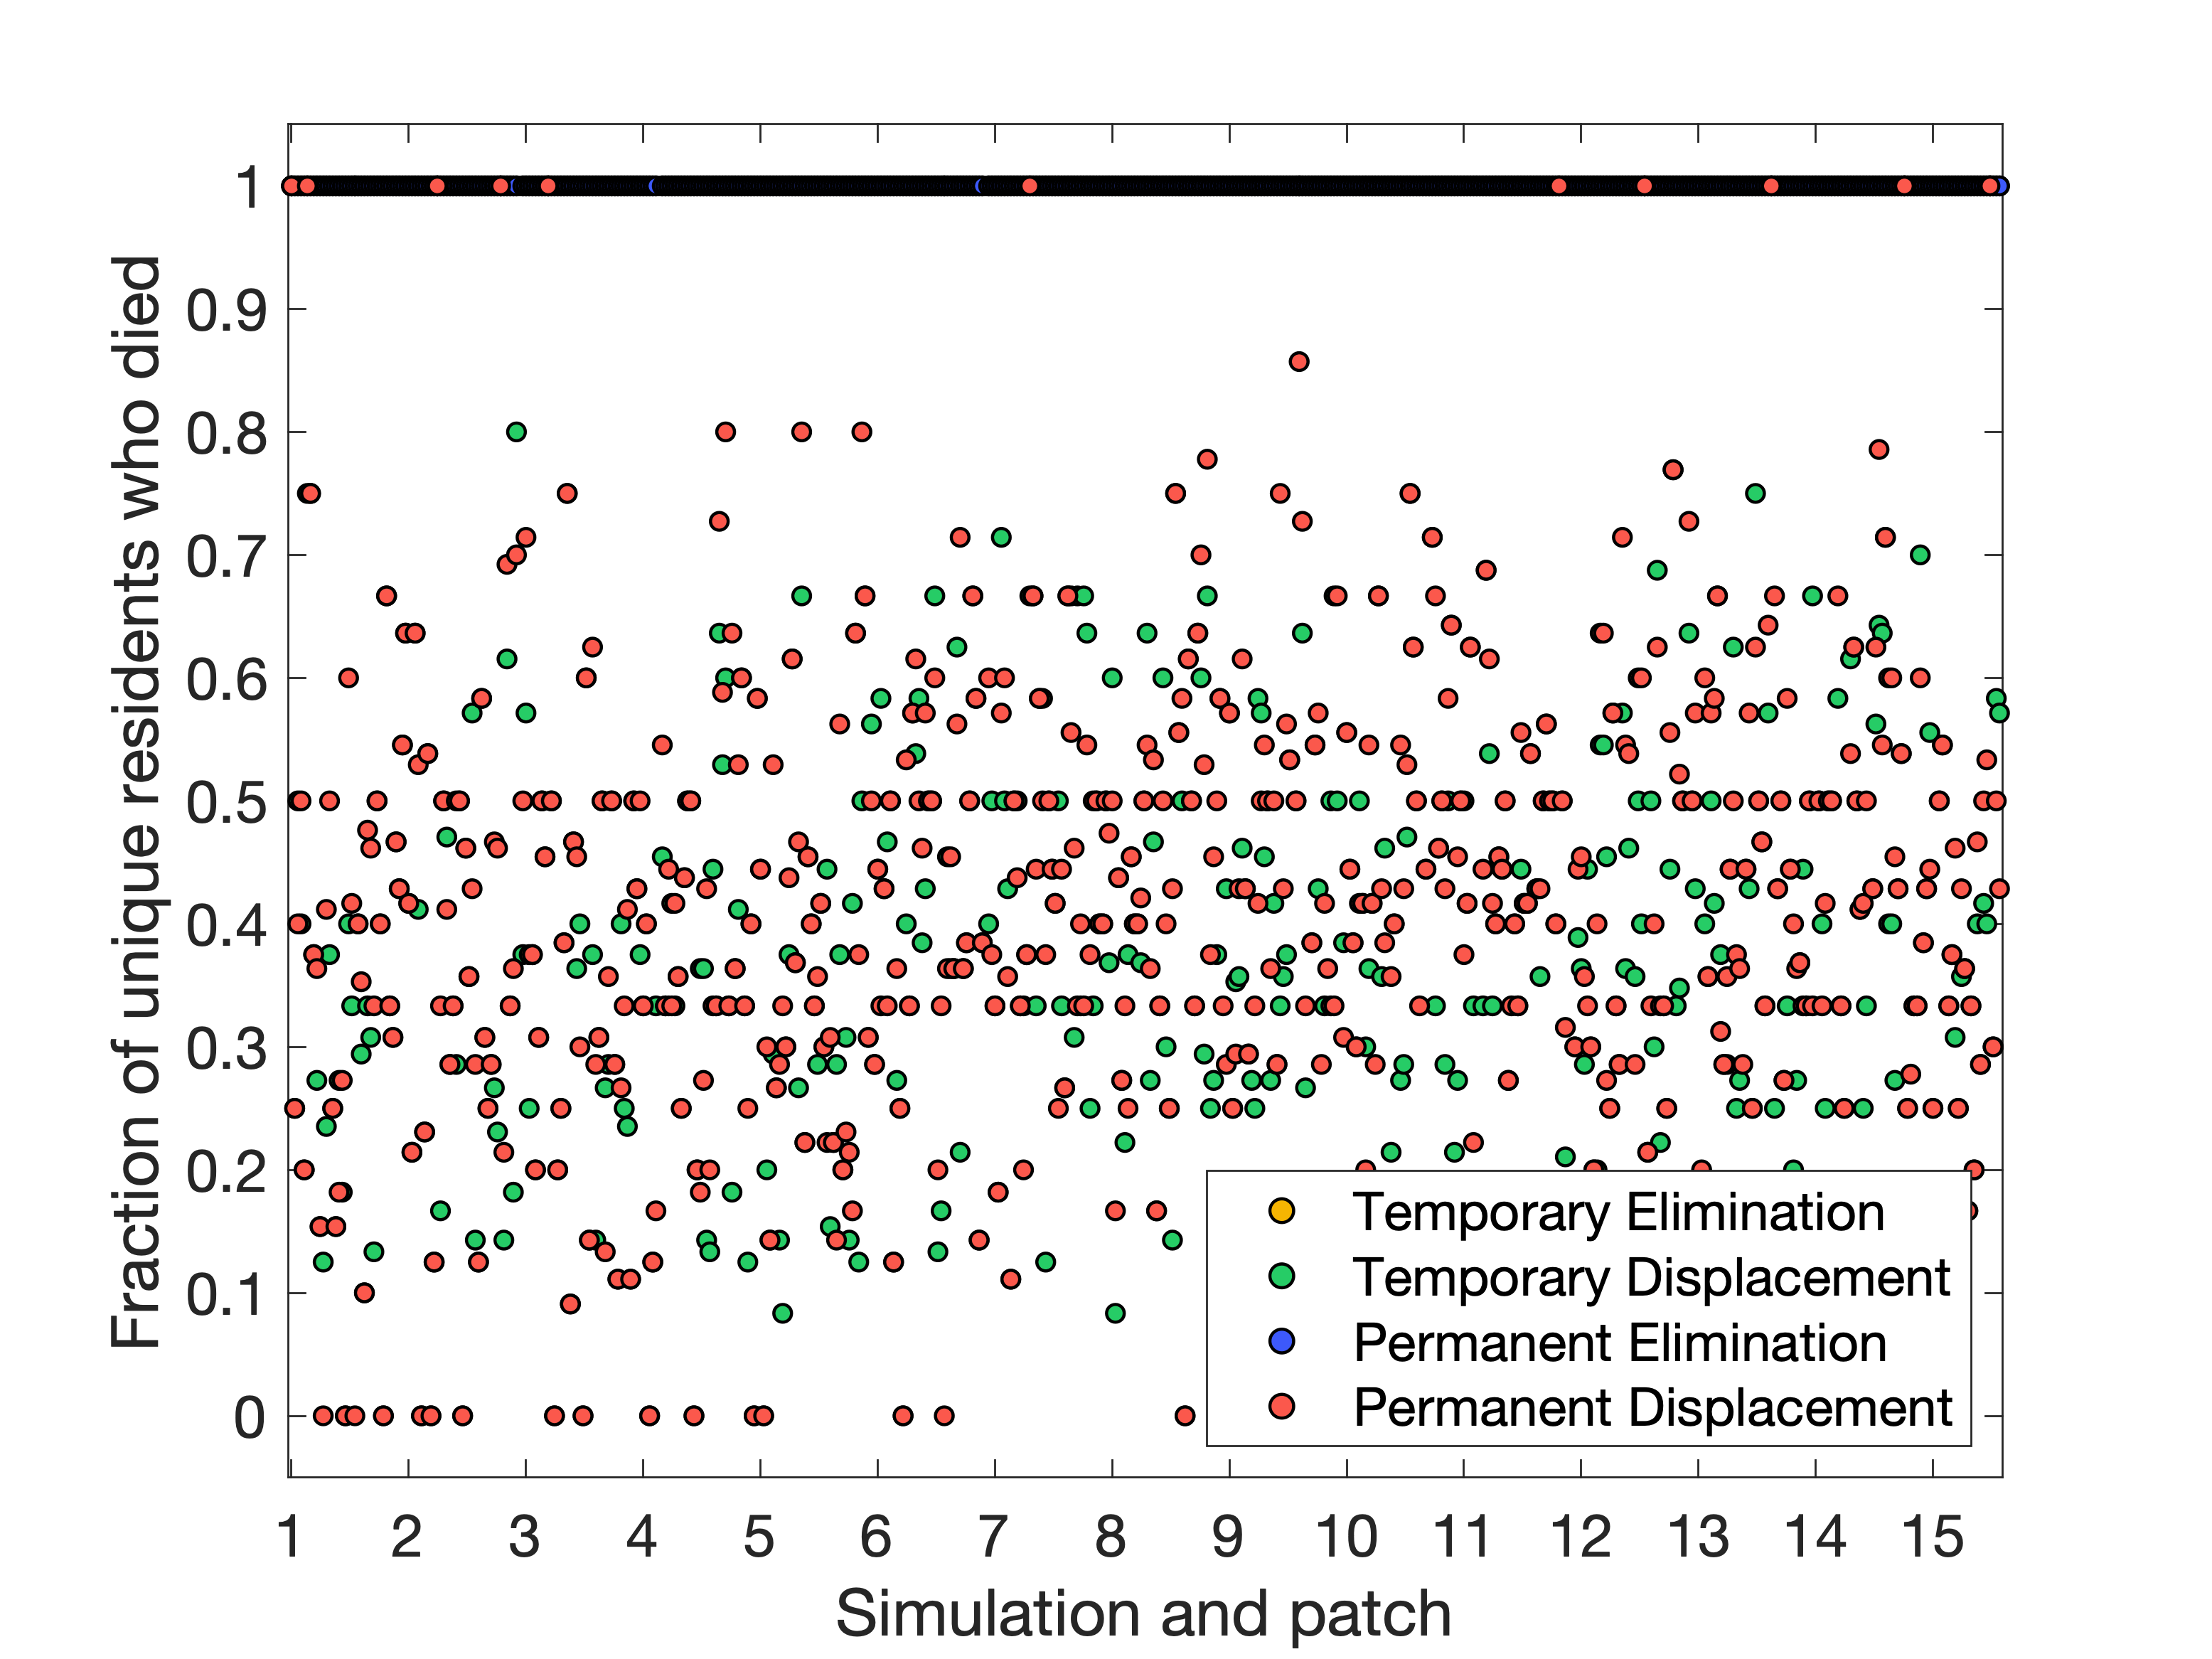 Fraction of unique residents who died
1
0.9
0.8
0.7
0.6
0.5
0.4
0.3
0.2
0.1
0
Temporary Elimination
Temporary Displacement
Permanent Elimination
Permanent Displacement
1 2 3 4 5 6 7 8 9 10 11 12 13 14 15
Simulation and patch